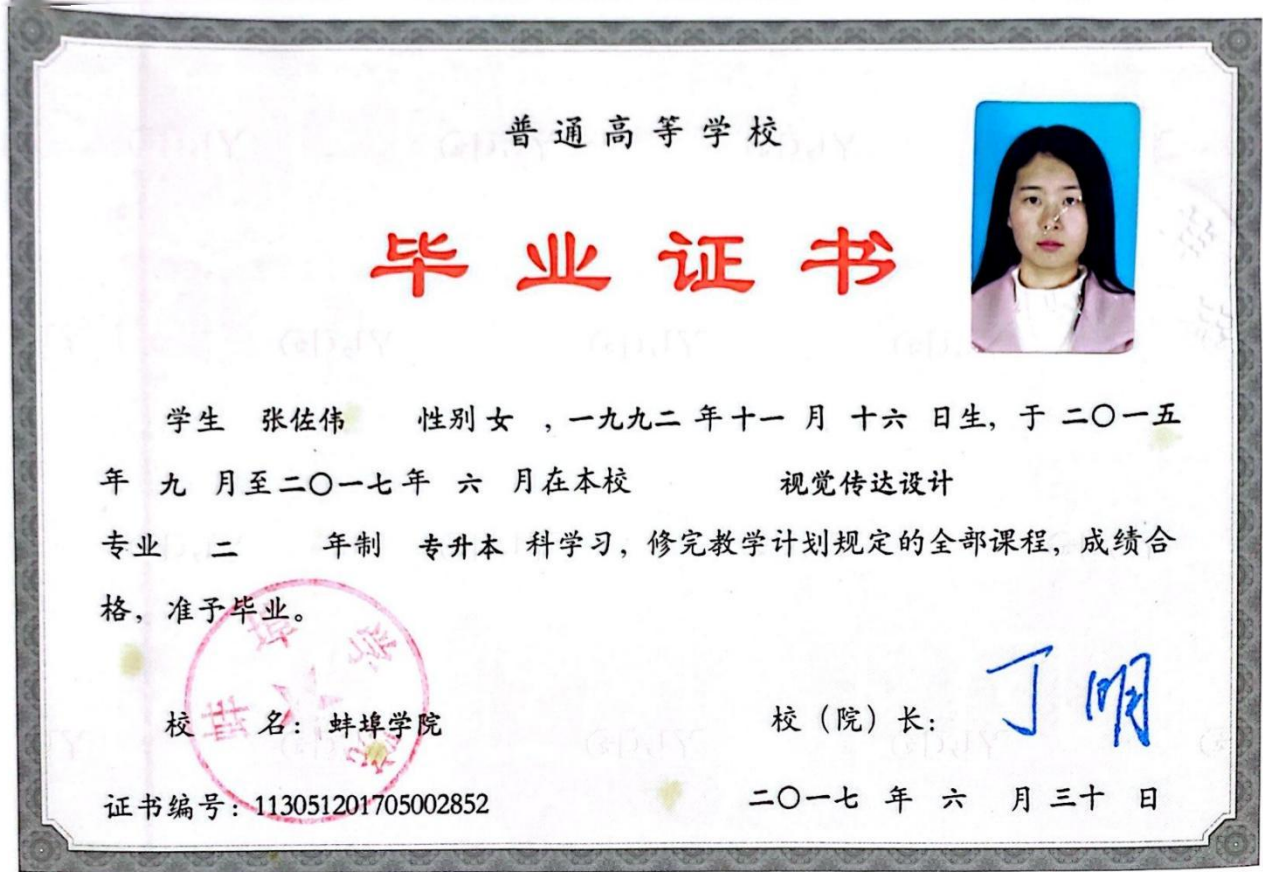 普通高等学校
毕业证书
学生 张佐伟 性别 女 , 一九九二 年 十一 月 十六 日生, 于 二〇一五
年 九 月至 二〇一七 年 六 月在本校 视觉传达设计
专业 二 年制 专升本 科学习, 修完教学计划规定的全部课程, 成绩合
格, 准予毕业。
校 名: 蚌埠学院
校（院）长: 丁明
证书编号: 113051201705002852
二〇一七 年 六 月 三十 日
蚌埠学院